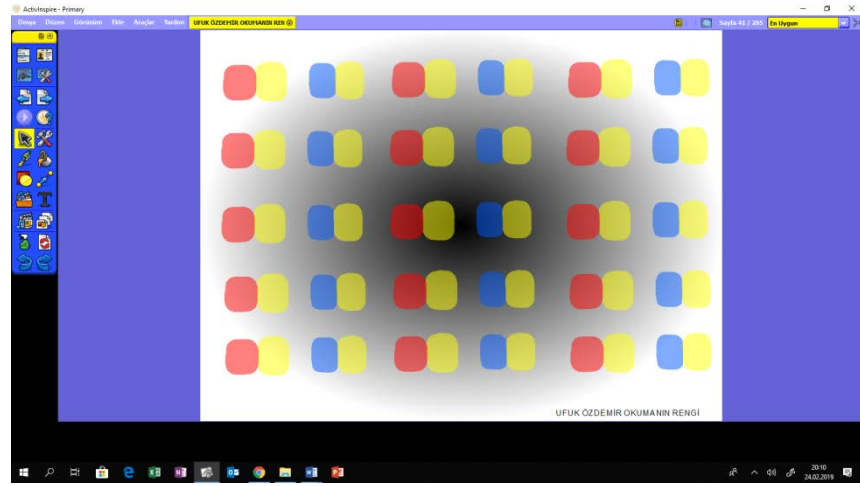 ActivInspire - Primary
Dosya Düzen Görünüm Ekle Araçlar Yardım UFUK ÖZDEMİR OKUMANIN REN
Sayfa 41 / 265 En Uygun
UFUK ÖZDEMİR OKUMANIN RENGİ
20:10
24.02.2019